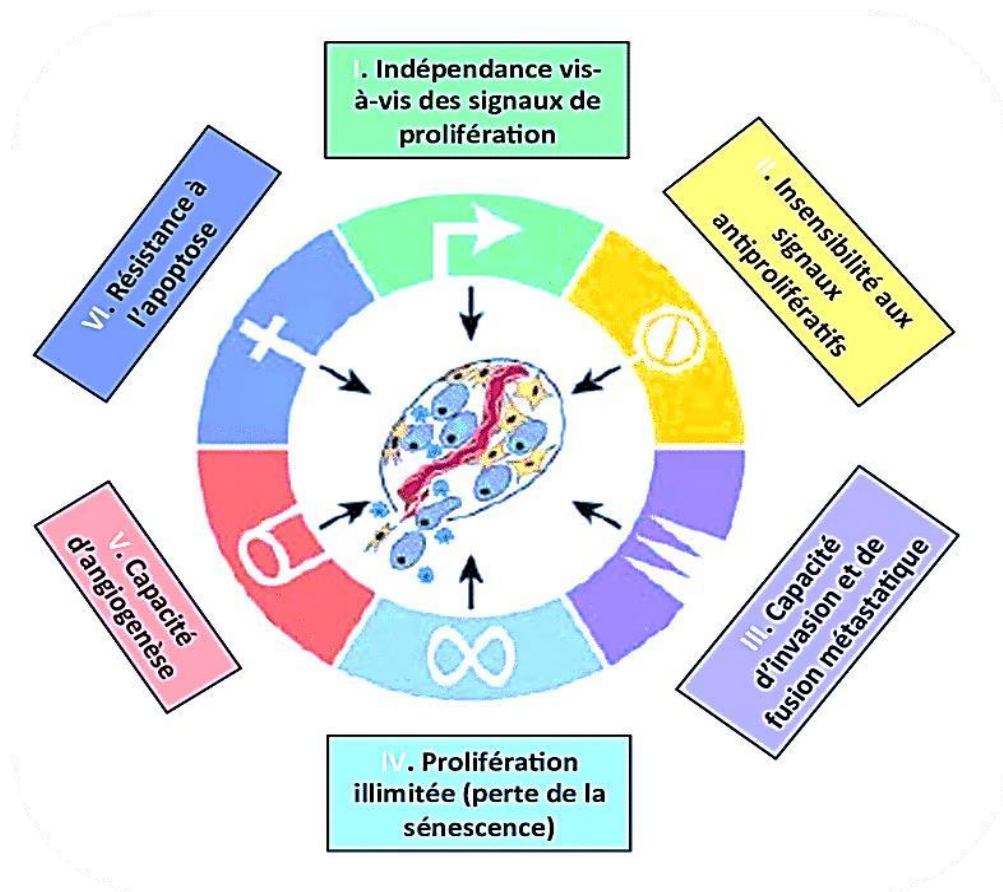 I. Indépendance vis-
à-vis des signaux de
prolifération
II. Insensibilité aux
signaux
antiprolifératifs
III. Capacité
d'invasion et de
fusion métastatique
IV. Prolifération
illimitée (perte de la
sénescence)
V. Capacité
d'angiogenèse
VI. Résistance à
l'apoptose